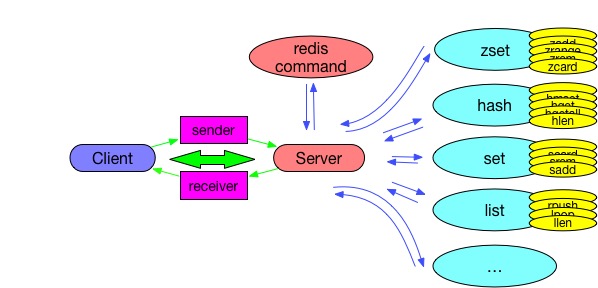 redis
command
zset
zadd
zrange
zrem
zcard
hash
hmset
hget
hgetall
hlen
sender
Client
Server
receiver
set
scard
srem
sadd
list
rpush
lpop
llen
...